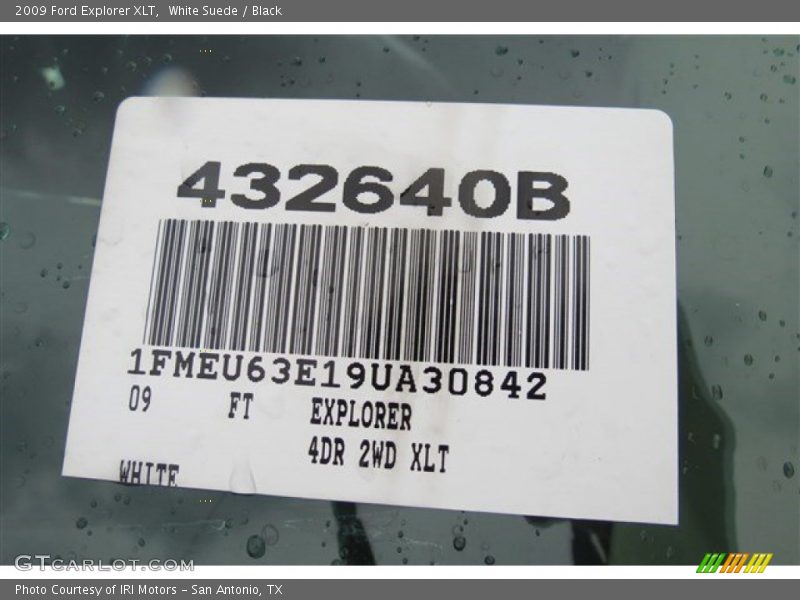 2009 Ford Explorer XLT,  White Suede / Black
432640B
1FMEU63E19UA30842
09 FT EXPLORER
4DR 2WD XLT
WHITE
GTCARLOT.COM
Photo Courtesy of IRI Motors - San Antonio, TX